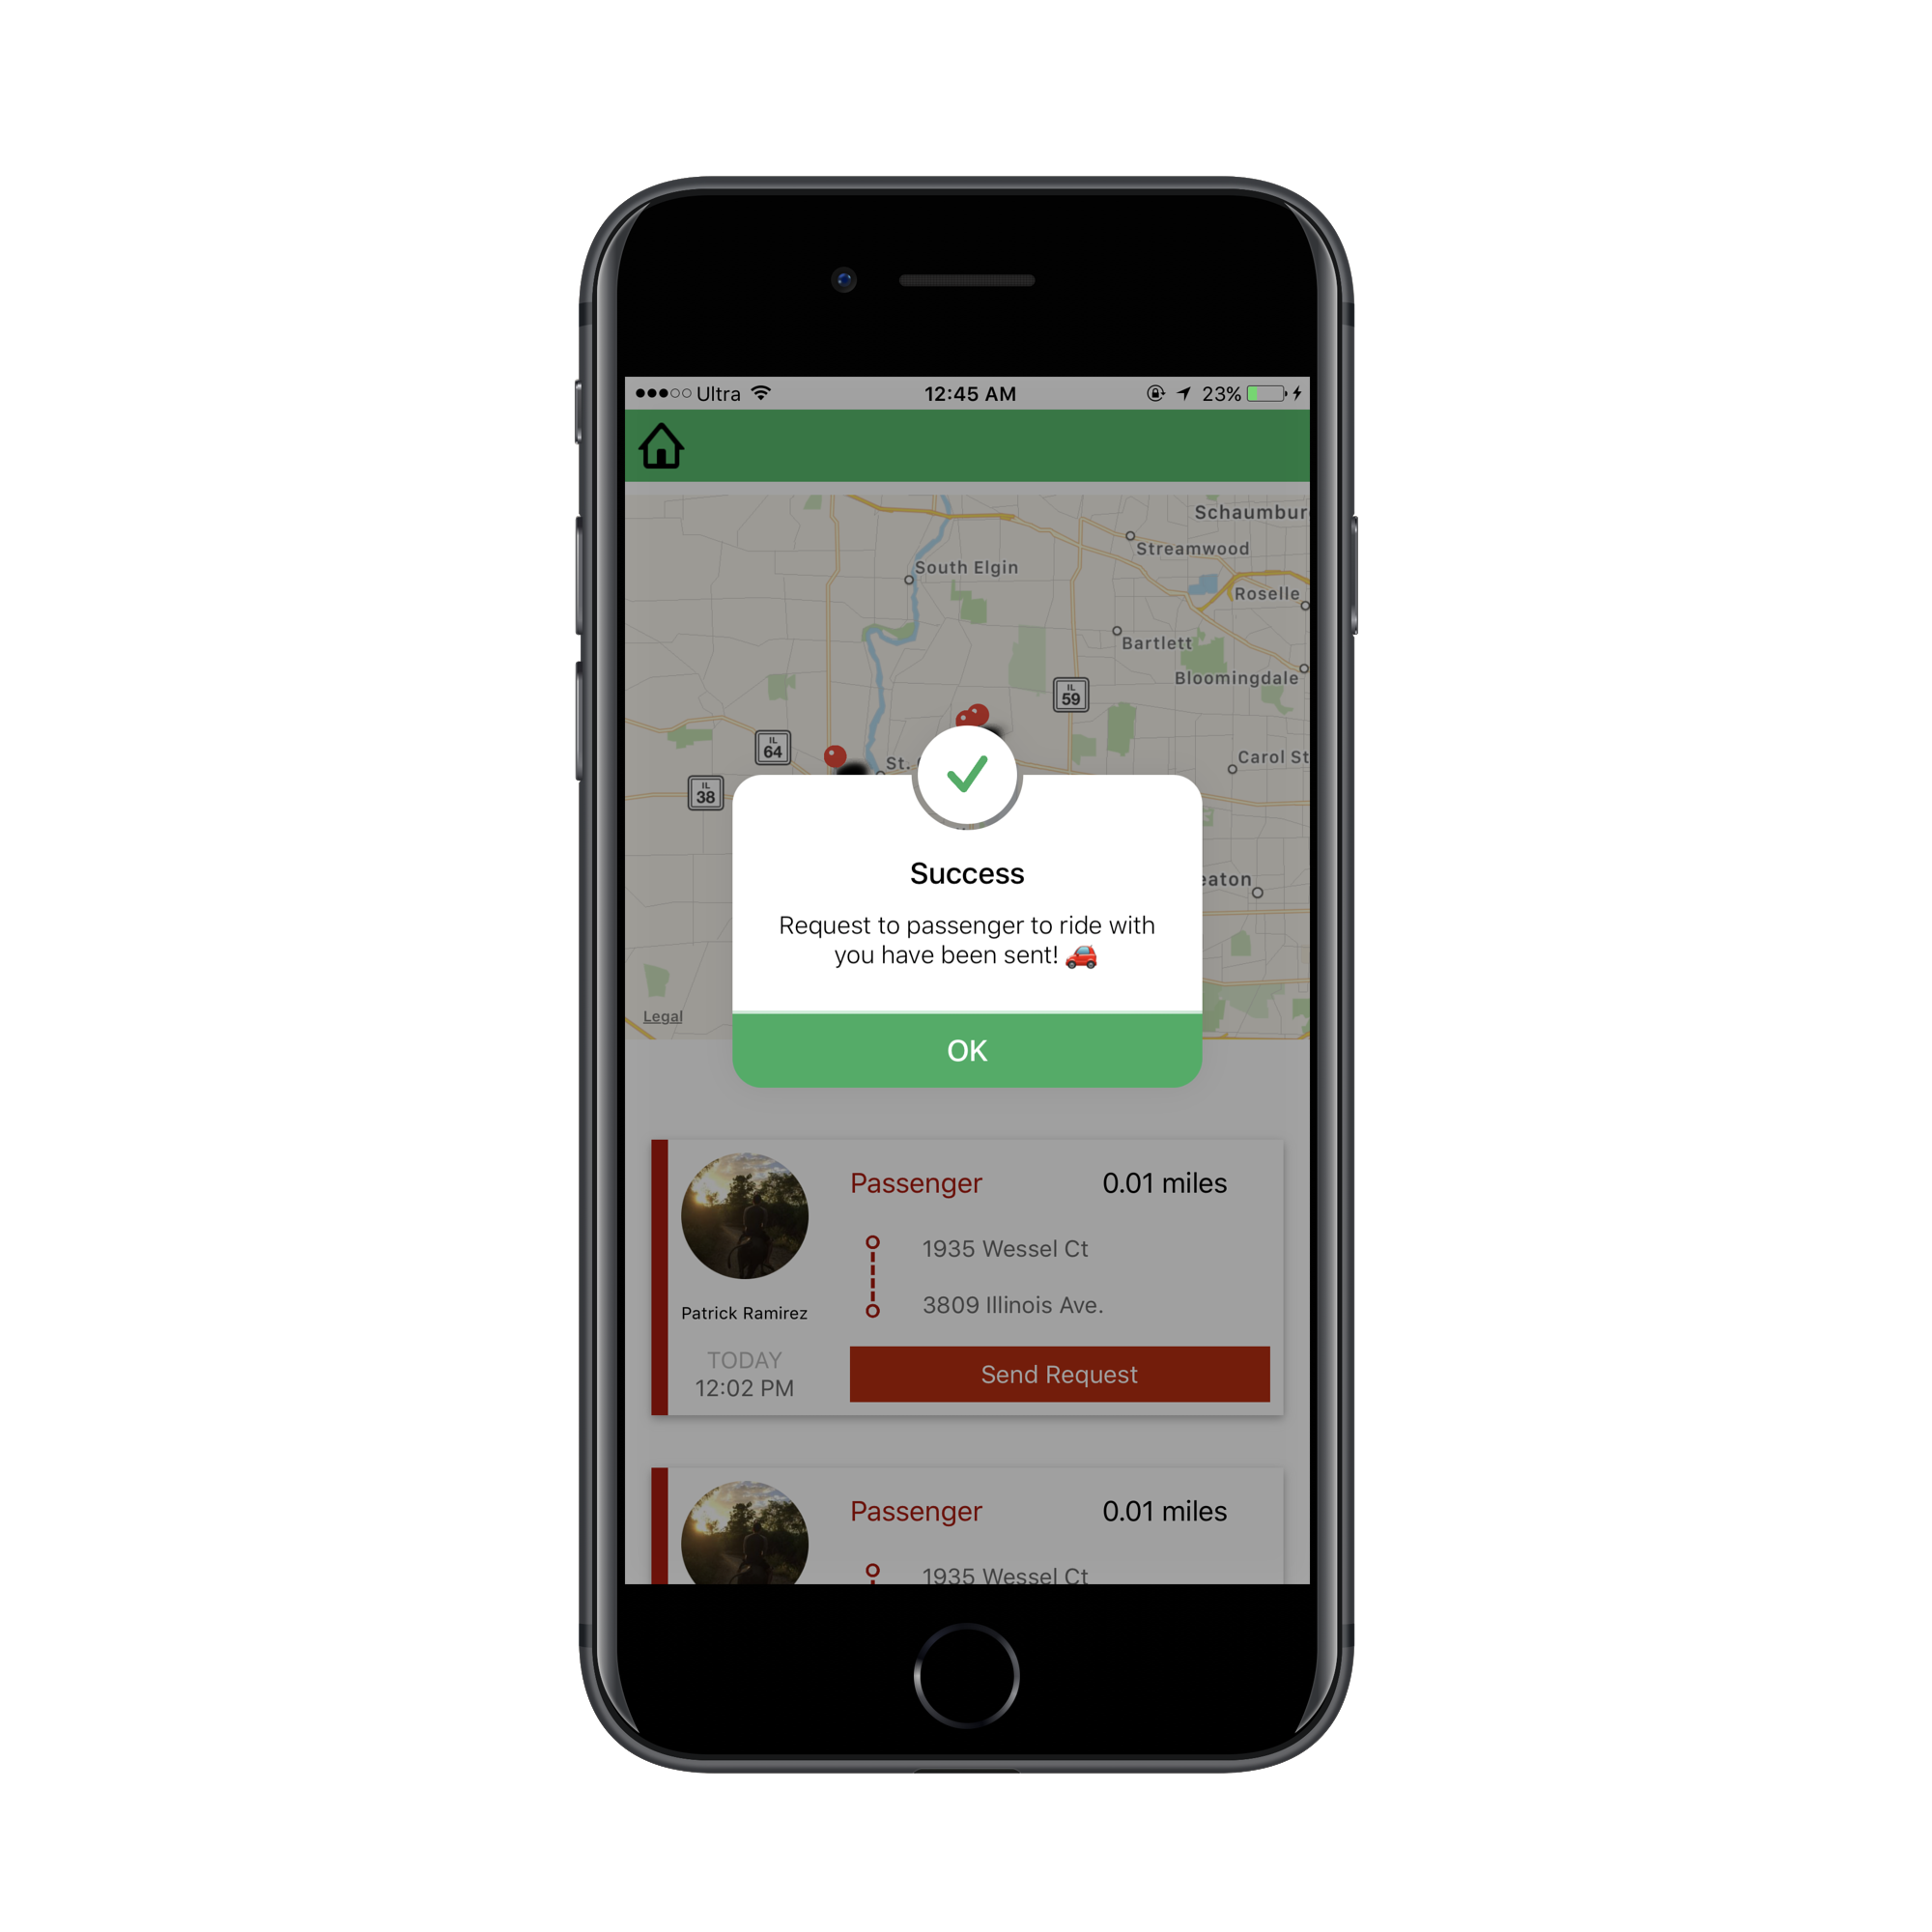 Ultra 12:45 AM 23%
Schaumbur
Streamwood
South Elgin
Roselle
Bartlett
Bloomingdale
IL
59
IL
64
St.
Carol St
IL
38
Success
eaton
Request to passenger to ride with
you have been sent! 🚗
Legal
OK
Passenger 0.01 miles
1935 Wessel Ct
3809 Illinois Ave.
Patrick Ramirez
TODAY
12:02 PM
Send Request
Passenger 0.01 miles
1935 Wessel Ct